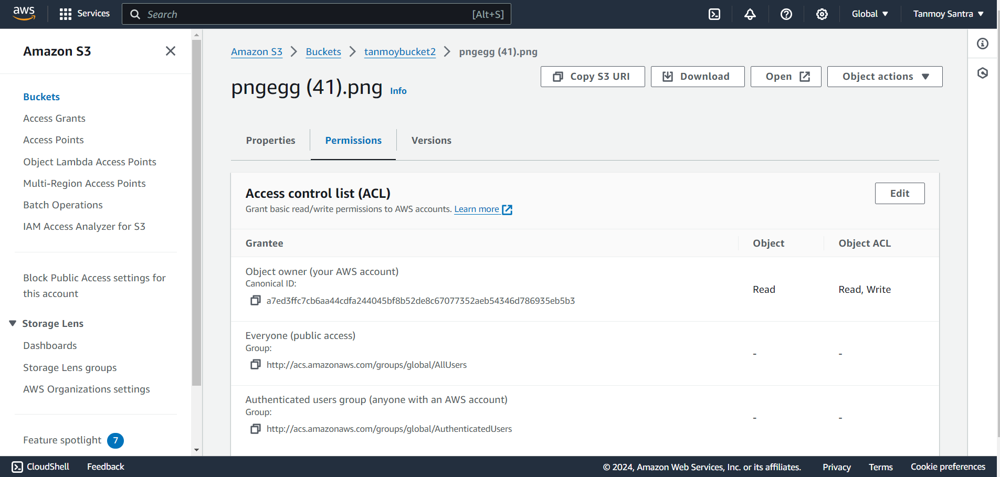 aws
Services
Search
[Alt+S]
Global
Tanmoy Santra
Amazon S3
Buckets
Access Grants
Access Points
Object Lambda Access Points
Multi-Region Access Points
Batch Operations
IAM Access Analyzer for S3
Block Public Access settings for
this account
Storage Lens
Dashboards
Storage Lens groups
AWS Organizations settings
Feature spotlight 7
Amazon S3 > Buckets > tanmoybucket2 > pngegg (41).png
pngegg (41).png Info
Copy S3 URI
Download
Open
Object actions
Properties
Permissions
Versions
Access control list (ACL)
Grant basic read/write permissions to AWS accounts. Learn more
Edit
Grantee
Object
Object ACL
Object owner (your AWS account)
Canonical ID:
a7ed3ffc7cb6aa44cdfa244045bf8b52de8c67077352aeb54346d786935eb5b3
Read
Read, Write
Everyone (public access)
Group:
http://acs.amazonaws.com/groups/global/AllUsers
-
-
Authenticated users group (anyone with an AWS account)
Group:
http://acs.amazonaws.com/groups/global/AuthenticatedUsers
-
-
CloudShell
Feedback
© 2024, Amazon Web Services, Inc. or its affiliates.
Privacy
Terms
Cookie preferences